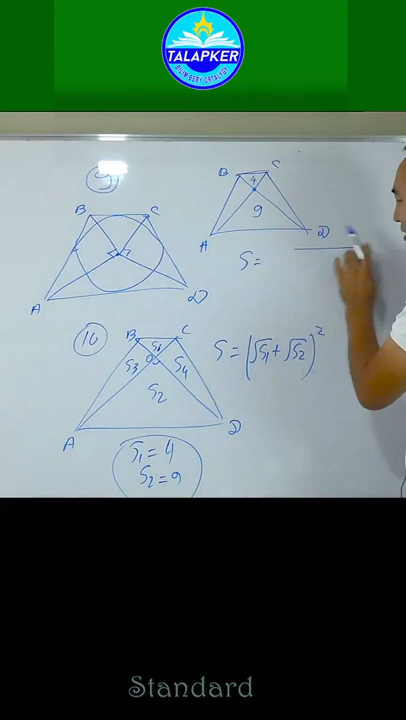 TALAPKER
BILIM BERY ORTALYGY
9)
B C
A D
B C
4
9
A D
S =
10
B C
S₁
O
S₃ S₄
S₂
A D
S = (√S₁ + √S₂)²
S₁ = 4
S₂ = 9
Standard